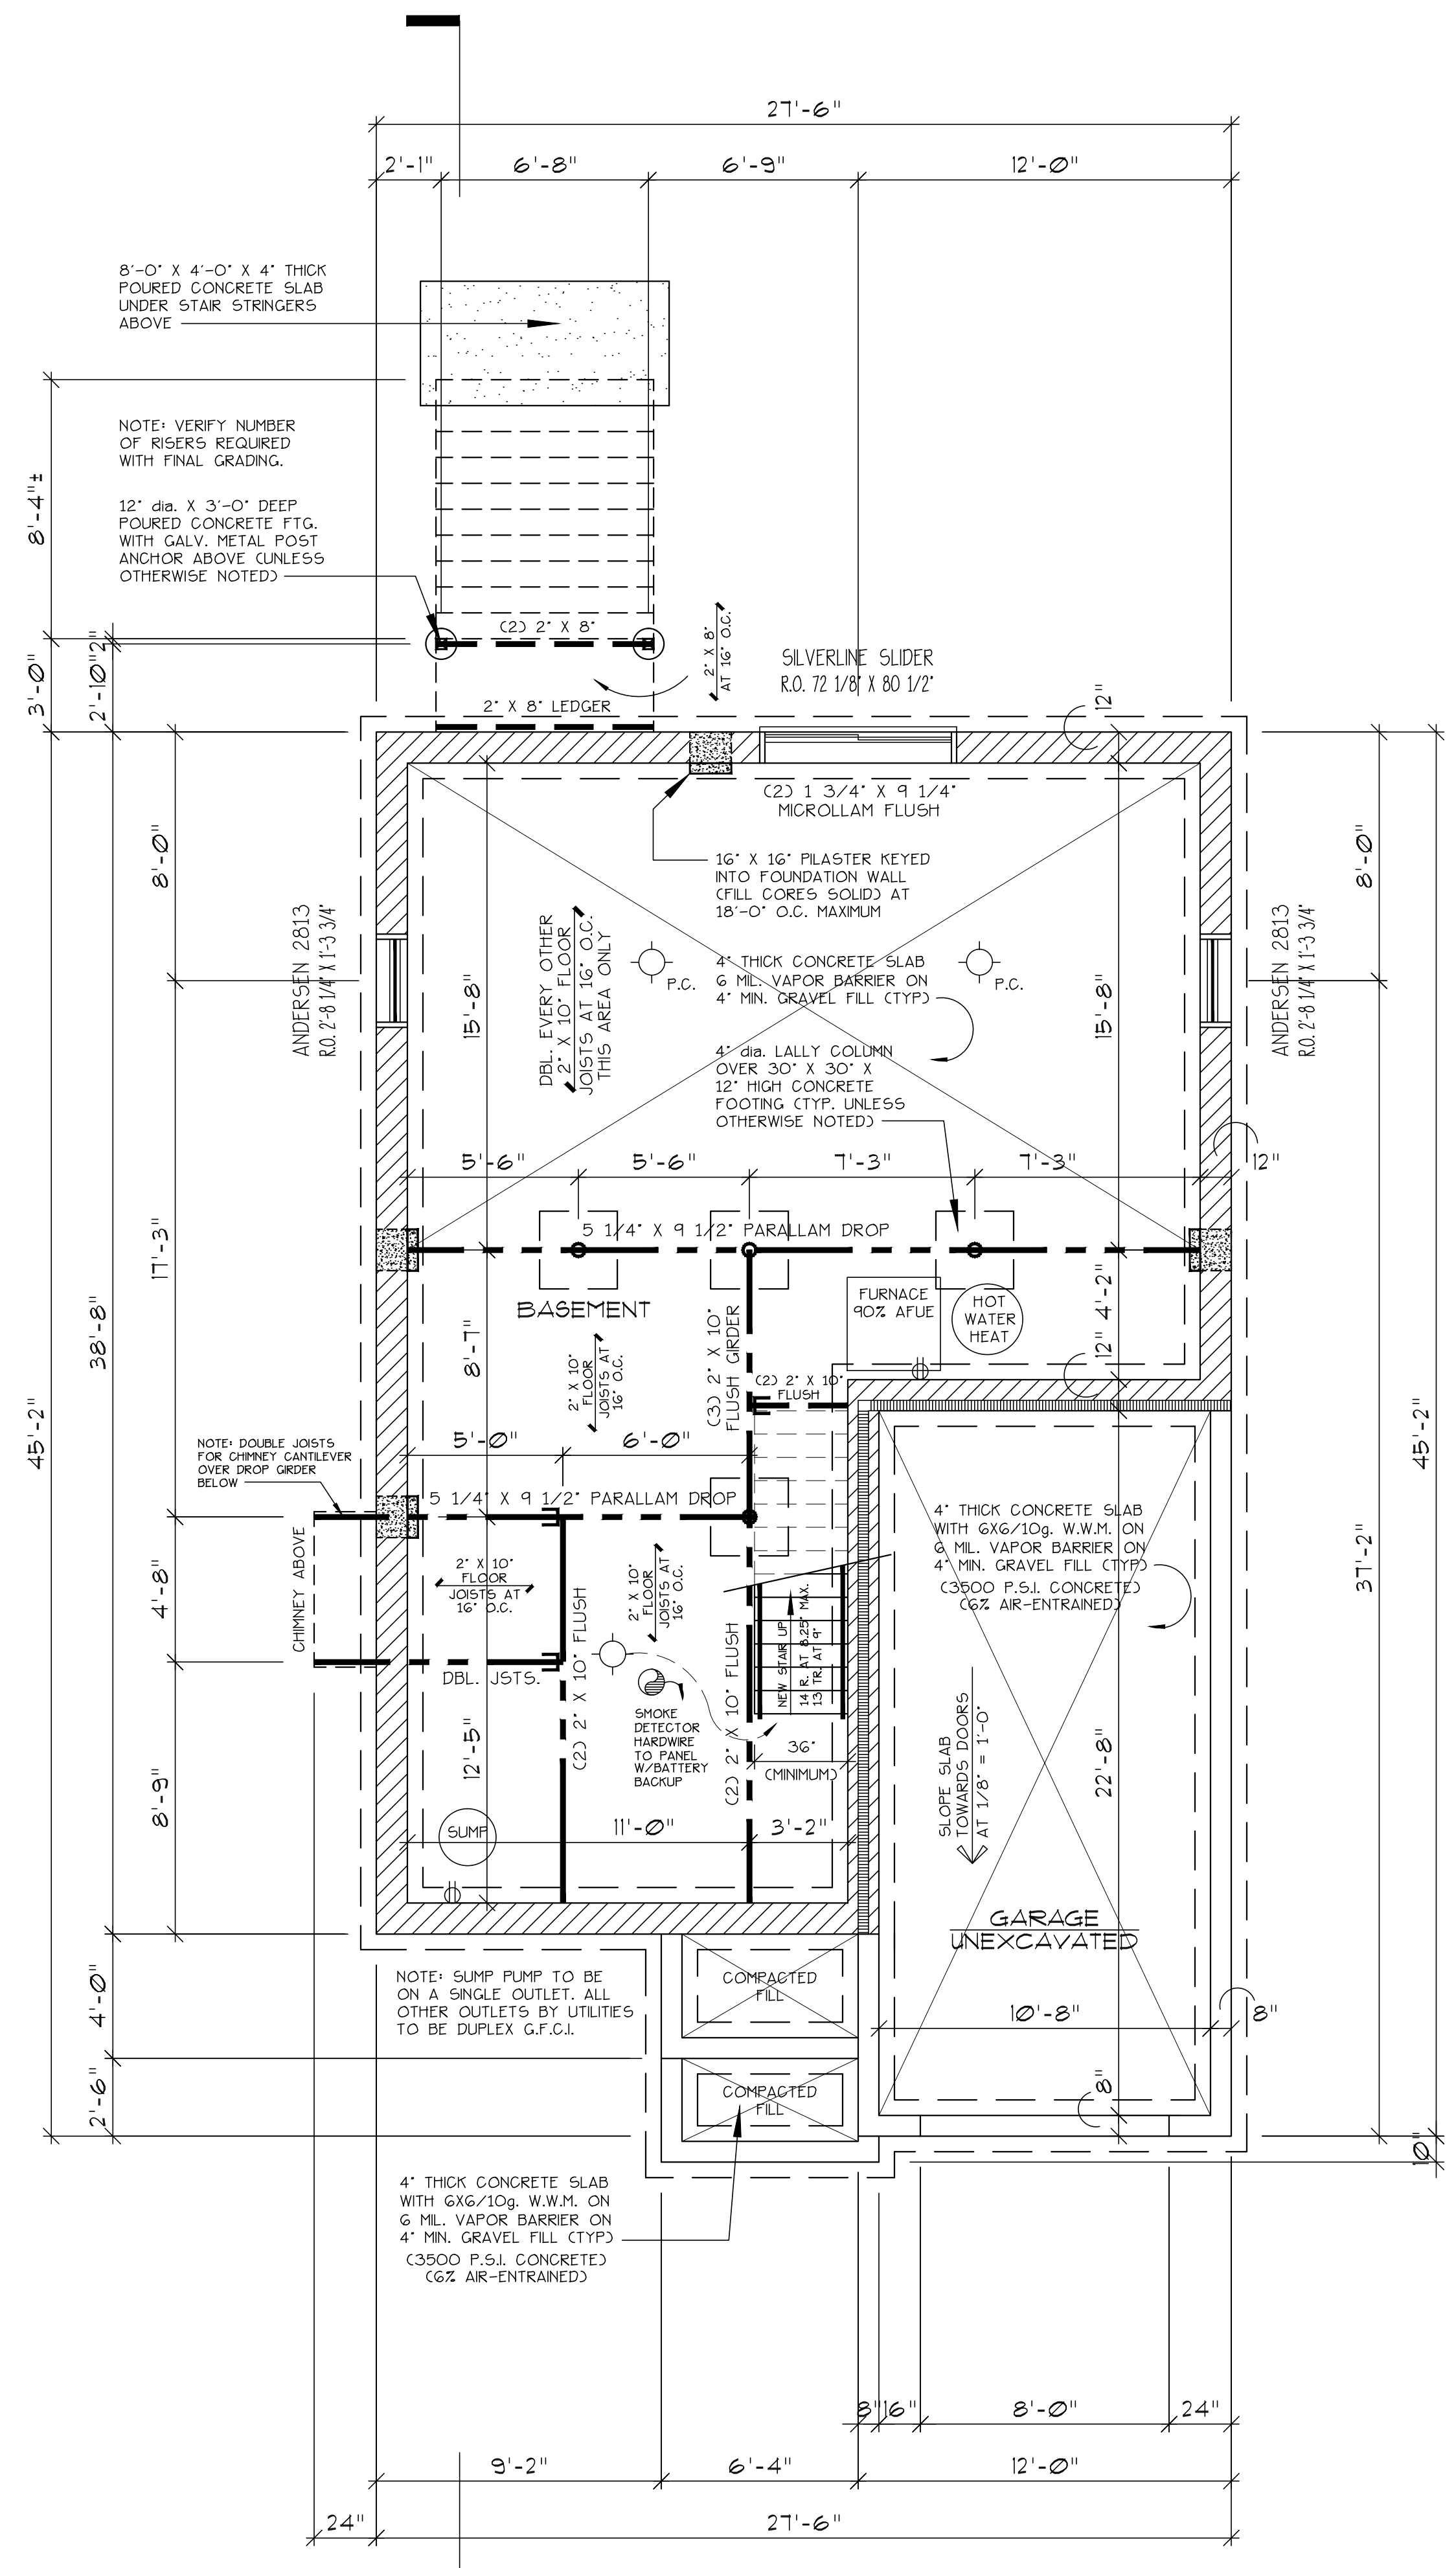 27'-6"
2'-1"
6'-8"
6'-9"
12'-0"
8'-0" X 4'-0" X 4" THICK
POURED CONCRETE SLAB
UNDER STAIR STRINGERS
ABOVE
NOTE: VERIFY NUMBER
OF RISERS REQUIRED
WITH FINAL GRADING.
12" dia. X 3'-0" DEEP
POURED CONCRETE FTG.
WITH GALV. METAL POST
ANCHOR ABOVE (UNLESS
OTHERWISE NOTED)
8'-4"±
3'-0"
2'-10"
2"
(2) 2" X 8"
2" X 8"
AT 16" O.C.
2" X 8" LEDGER
SILVERLINE SLIDER
R.O. 72 1/8" X 80 1/2"
12"
(2) 1 3/4" X 9 1/4"
MICROLLAM FLUSH
16" X 16" PILASTER KEYED
INTO FOUNDATION WALL
(FILL CORES SOLID) AT
18'-0" O.C. MAXIMUM
8'-0"
8'-0"
ANDERSEN 2813
R.O. 2'-8 1/4" X 1'-3 3/4"
ANDERSEN 2813
R.O. 2'-8 1/4" X 1'-3 3/4"
15'-8"
15'-8"
DBL. EVERY OTHER
2" X 10" FLOOR
JOISTS AT 16" O.C.
THIS AREA ONLY
P.C.
P.C.
4" THICK CONCRETE SLAB
6 MIL. VAPOR BARRIER ON
4" MIN. GRAVEL FILL (TYP)
4" dia. LALLY COLUMN
OVER 30" X 30" X
12" HIGH CONCRETE
FOOTING (TYP. UNLESS
OTHERWISE NOTED)
5'-6"
5'-6"
7'-3"
7'-3"
12"
5 1/4" X 9 1/2" PARALLAM DROP
17'-3"
38'-8"
45'-2"
45'-2"
37'-2"
BASEMENT
FURNACE
90% AFUE
HOT
WATER
HEAT
4'-2"
12"
8'-7"
2" X 10"
FLOOR
JOISTS AT
16" O.C.
(3) 2" X 10"
FLUSH GIRDER
(2) 2" X 10"
FLUSH
NOTE: DOUBLE JOISTS
FOR CHIMNEY CANTILEVER
OVER DROP GIRDER
BELOW
5'-0"
6'-0"
5 1/4" X 9 1/2" PARALLAM DROP
CHIMNEY ABOVE
4'-8"
2" X 10"
FLOOR
JOISTS AT
16" O.C.
2" X 10"
FLOOR
JOISTS AT
16" O.C.
(2) 2" X 10" FLUSH
(2) 2" X 10" FLUSH
NEW STAIR UP
14 R. AT 8.25" MAX.
13 TR. AT 9"
4" THICK CONCRETE SLAB
WITH 6X6/10g. W.W.M. ON
6 MIL. VAPOR BARRIER ON
4" MIN. GRAVEL FILL (TYP)
(3500 P.S.I. CONCRETE)
(6% AIR-ENTRAINED)
DBL. JSTS.
SMOKE
DETECTOR
HARDWIRE
TO PANEL
W/BATTERY
BACKUP
36"
(MINIMUM)
12'-5"
8'-9"
SLOPE SLAB
TOWARDS DOORS
AT 1/8" = 1'-0"
22'-8"
SUMP
11'-0"
3'-2"
GARAGE
UNEXCAVATED
NOTE: SUMP PUMP TO BE
ON A SINGLE OUTLET. ALL
OTHER OUTLETS BY UTILITIES
TO BE DUPLEX G.F.C.I.
COMPACTED
FILL
10'-8"
8"
4'-0"
2'-6"
COMPACTED
FILL
8"
10"
4" THICK CONCRETE SLAB
WITH 6X6/10g. W.W.M. ON
6 MIL. VAPOR BARRIER ON
4" MIN. GRAVEL FILL (TYP)
(3500 P.S.I. CONCRETE)
(6% AIR-ENTRAINED)
8"
16"
8'-0"
24"
9'-2"
6'-4"
12'-0"
24"
27'-6"